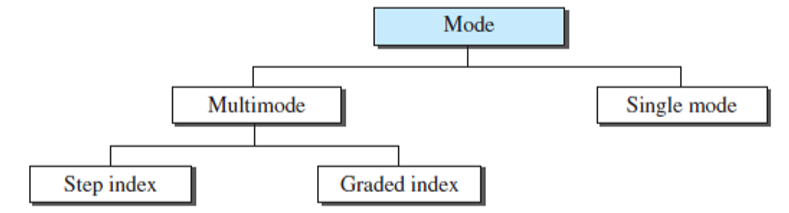 Mode
Multimode
Single mode
Step index
Graded index